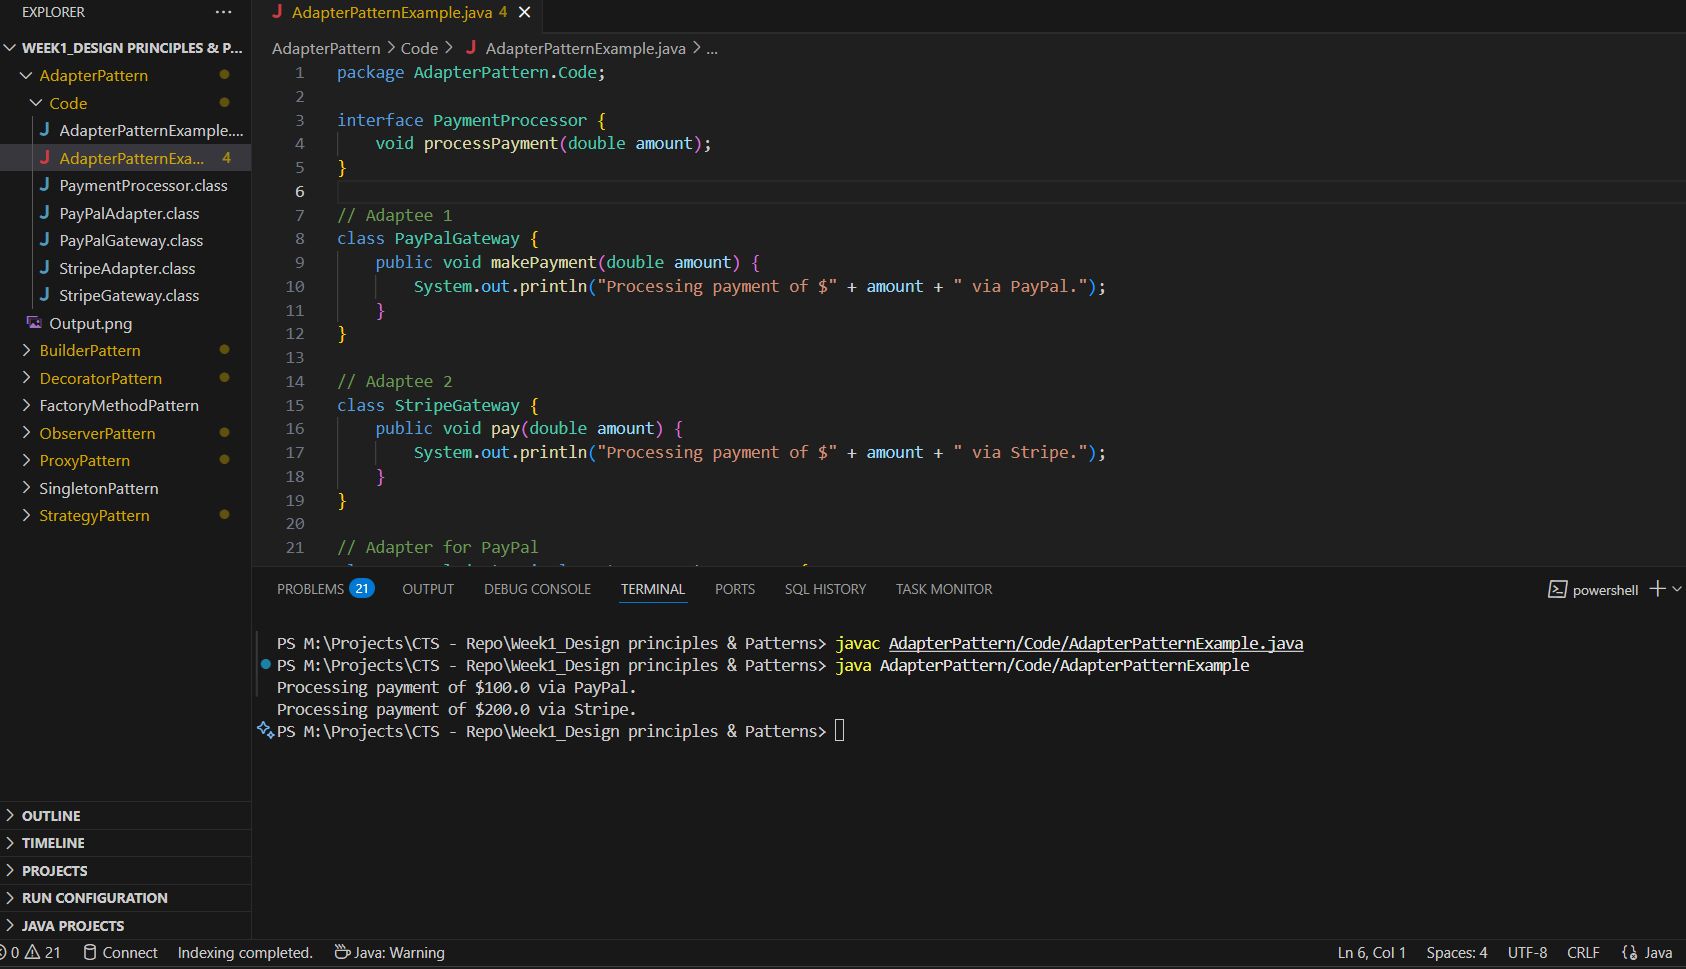 EXPLORER ...
WEEK1_DESIGN PRINCIPLES & P...
AdapterPattern
Code
AdapterPatternExample....
AdapterPatternExa... 4
PaymentProcessor.class
PayPalAdapter.class
PayPalGateway.class
StripeAdapter.class
StripeGateway.class
Output.png
BuilderPattern
DecoratorPattern
FactoryMethodPattern
ObserverPattern
ProxyPattern
SingletonPattern
StrategyPattern
OUTLINE
TIMELINE
PROJECTS
RUN CONFIGURATION
JAVA PROJECTS
J AdapterPatternExample.java 4 ×
AdapterPattern > Code > J AdapterPatternExample.java > ...
1 package AdapterPattern.Code;
2
3 interface PaymentProcessor {
4 void processPayment(double amount);
5 }
6
7 // Adaptee 1
8 class PayPalGateway {
9 public void makePayment(double amount) {
10 System.out.println("Processing payment of $" + amount + " via PayPal.");
11 }
12 }
13
14 // Adaptee 2
15 class StripeGateway {
16 public void pay(double amount) {
17 System.out.println("Processing payment of $" + amount + " via Stripe.");
18 }
19 }
20
21 // Adapter for PayPal
PROBLEMS 21 OUTPUT DEBUG CONSOLE TERMINAL PORTS SQL HISTORY TASK MONITOR powershell
PS M:\Projects\CTS - Repo\Week1_Design principles & Patterns> javac AdapterPattern/Code/AdapterPatternExample.java
PS M:\Projects\CTS - Repo\Week1_Design principles & Patterns> java AdapterPattern/Code/AdapterPatternExample
Processing payment of $100.0 via PayPal.
Processing payment of $200.0 via Stripe.
PS M:\Projects\CTS - Repo\Week1_Design principles & Patterns>
0 21 Connect Indexing completed. Java: Warning Ln 6, Col 1 Spaces: 4 UTF-8 CRLF {} Java